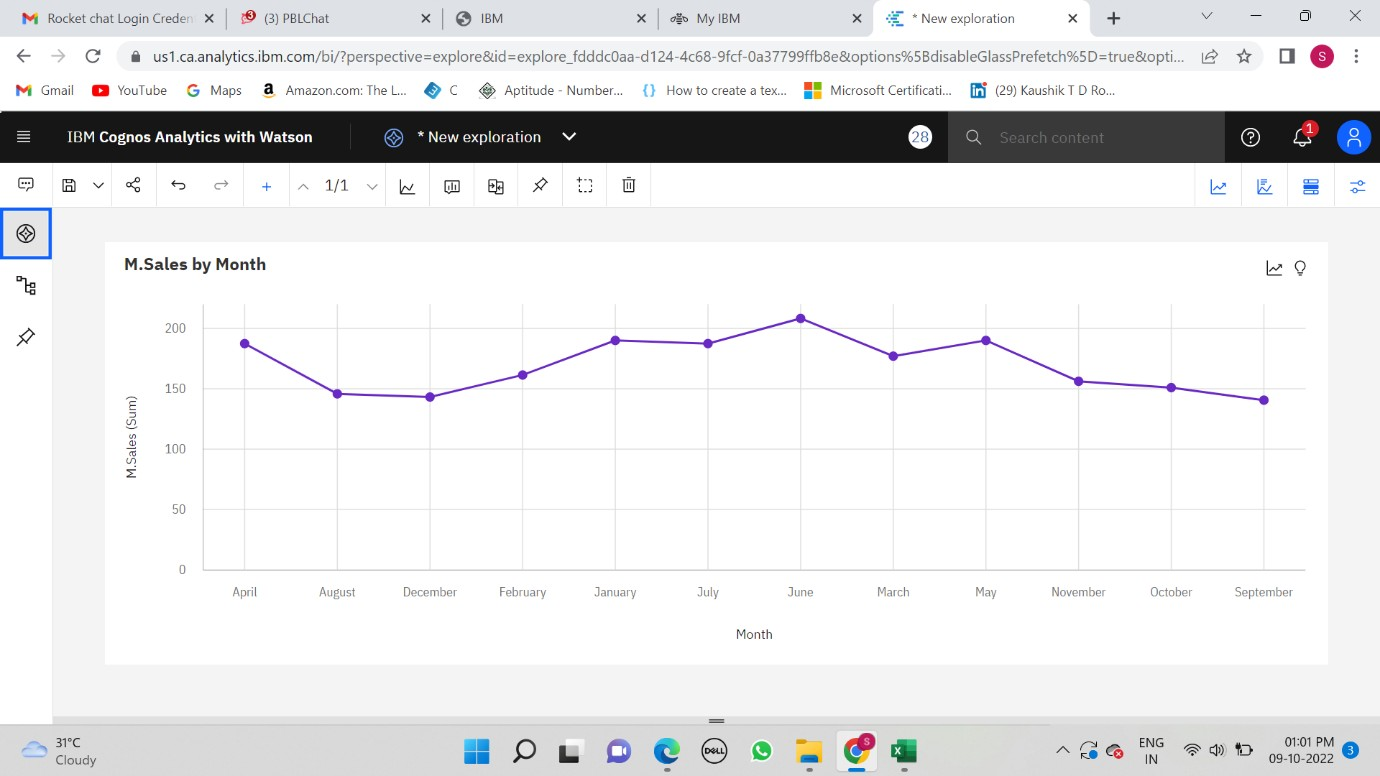 Rocket chat Login Creden
3 (3) PBLChat
IBM
My IBM
* New exploration
us1.ca.analytics.ibm.com/bi/?perspective=explore&id=explore_fdddc0aa-d124-4c68-9fcf-0a37799ffb8e&options%5BdisableGlassPrefetch%5D=true&opti...
S
Gmail
YouTube
Maps
Amazon.com: The L...
C
Aptitude - Number...
How to create a tex...
Microsoft Certificati...
(29) Kaushik T D Ro...
IBM Cognos Analytics with Watson
* New exploration
28
Search content
1
1/1
M.Sales by Month
M.Sales (Sum)
200
150
100
50
0
April August December February January July June March May November October September
Month
31°C
Cloudy
DELL
S
ENG
IN
01:01 PM
09-10-2022
3